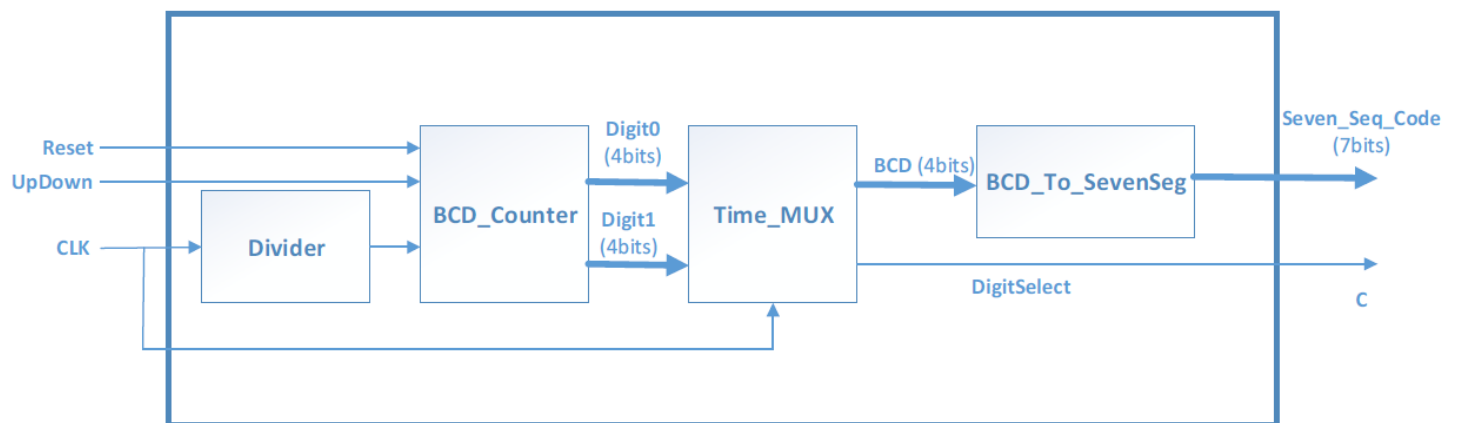 Reset
UpDown
CLK
Divider
BCD_Counter
Digit0
(4bits)
Digit1
(4bits)
Time_MUX
BCD (4bits)
BCD_To_SevenSeg
DigitSelect
Seven_Seq_Code
(7bits)
C